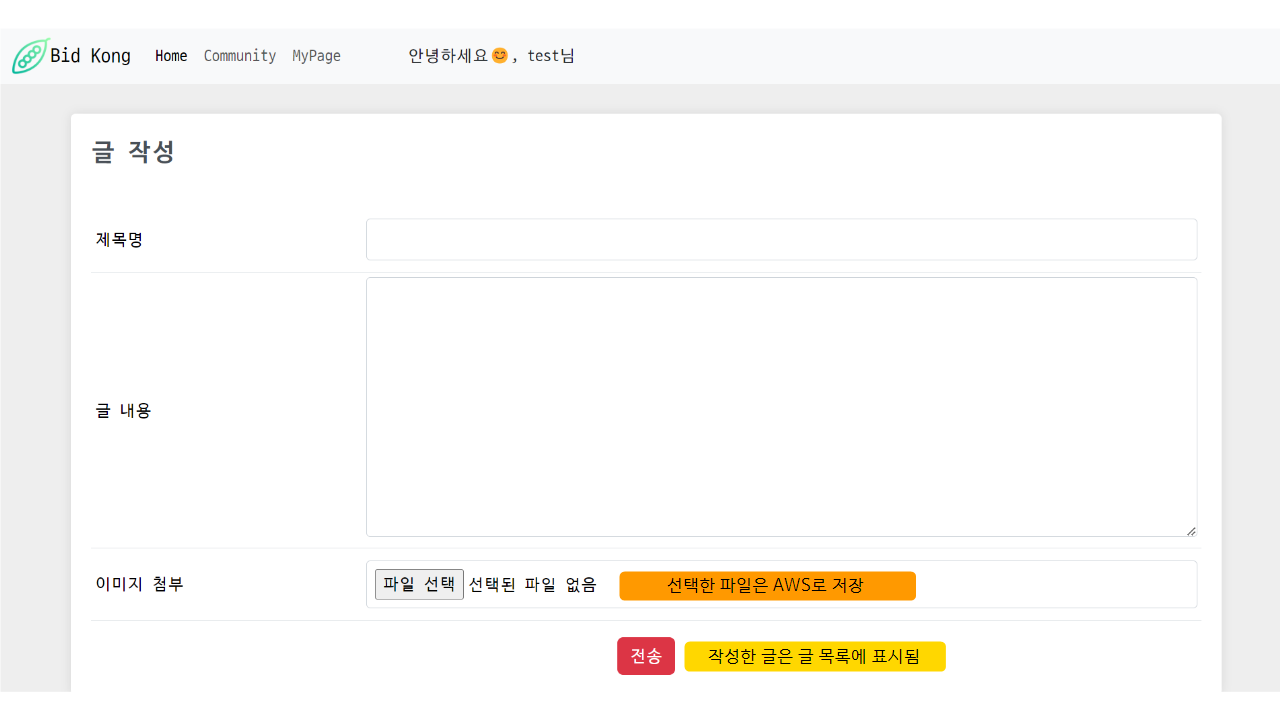 Bid Kong Home Community MyPage 안녕하세요😊, test님
글 작성
제목명
글 내용
이미지 첨부 파일 선택 선택된 파일 없음 선택한 파일은 AWS로 저장
전송 작성한 글은 글 목록에 표시됨